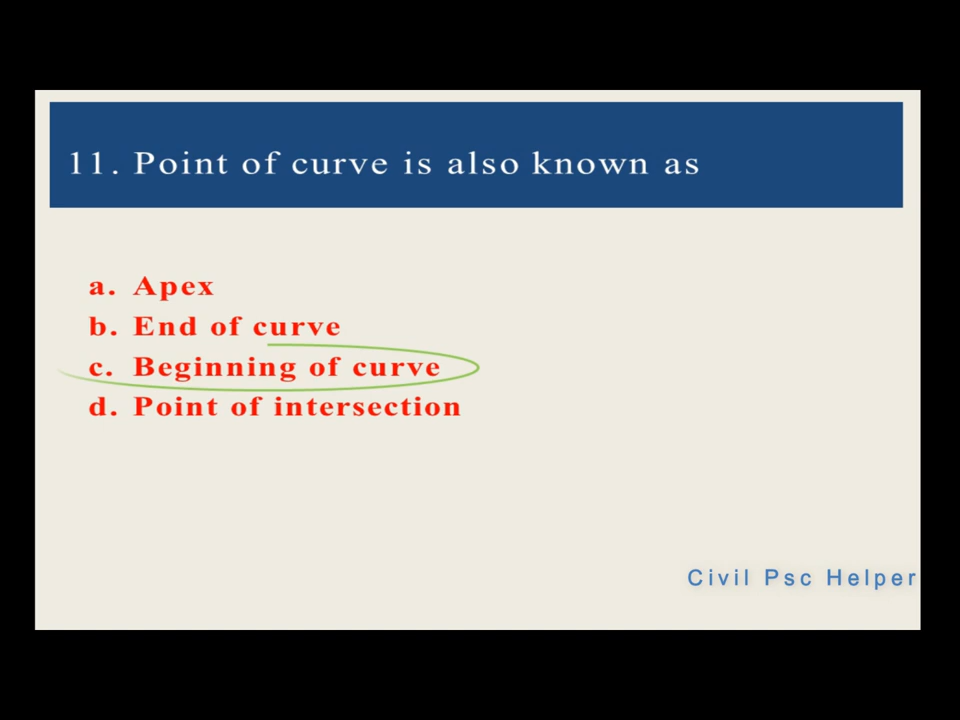 11. Point of curve is also known as
a. Apex
b. End of curve
c. Beginning of curve
d. Point of intersection
Civil Psc Helper